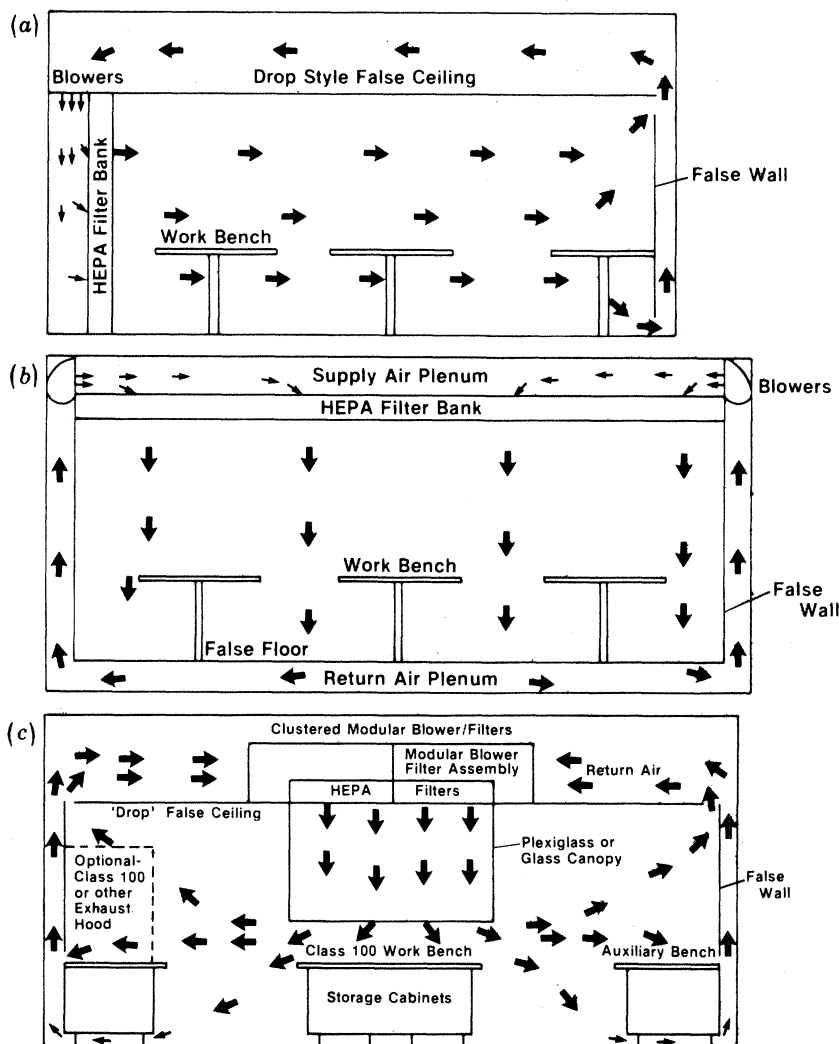 (a)
Blowers
Drop Style False Ceiling
HEPA Filter Bank
False Wall
Work Bench
(b)
Supply Air Plenum
Blowers
HEPA Filter Bank
Work Bench
False
Wall
False Floor
Return Air Plenum
(c)
Clustered Modular Blower/Filters
Modular Blower
Filter Assembly
Return Air
HEPA
Filters
'Drop' False Ceiling
Plexiglass or
Glass Canopy
Optional-
Class 100
or other
Exhaust
Hood
False
Wall
Class 100 Work Bench
Auxiliary Bench
Storage Cabinets